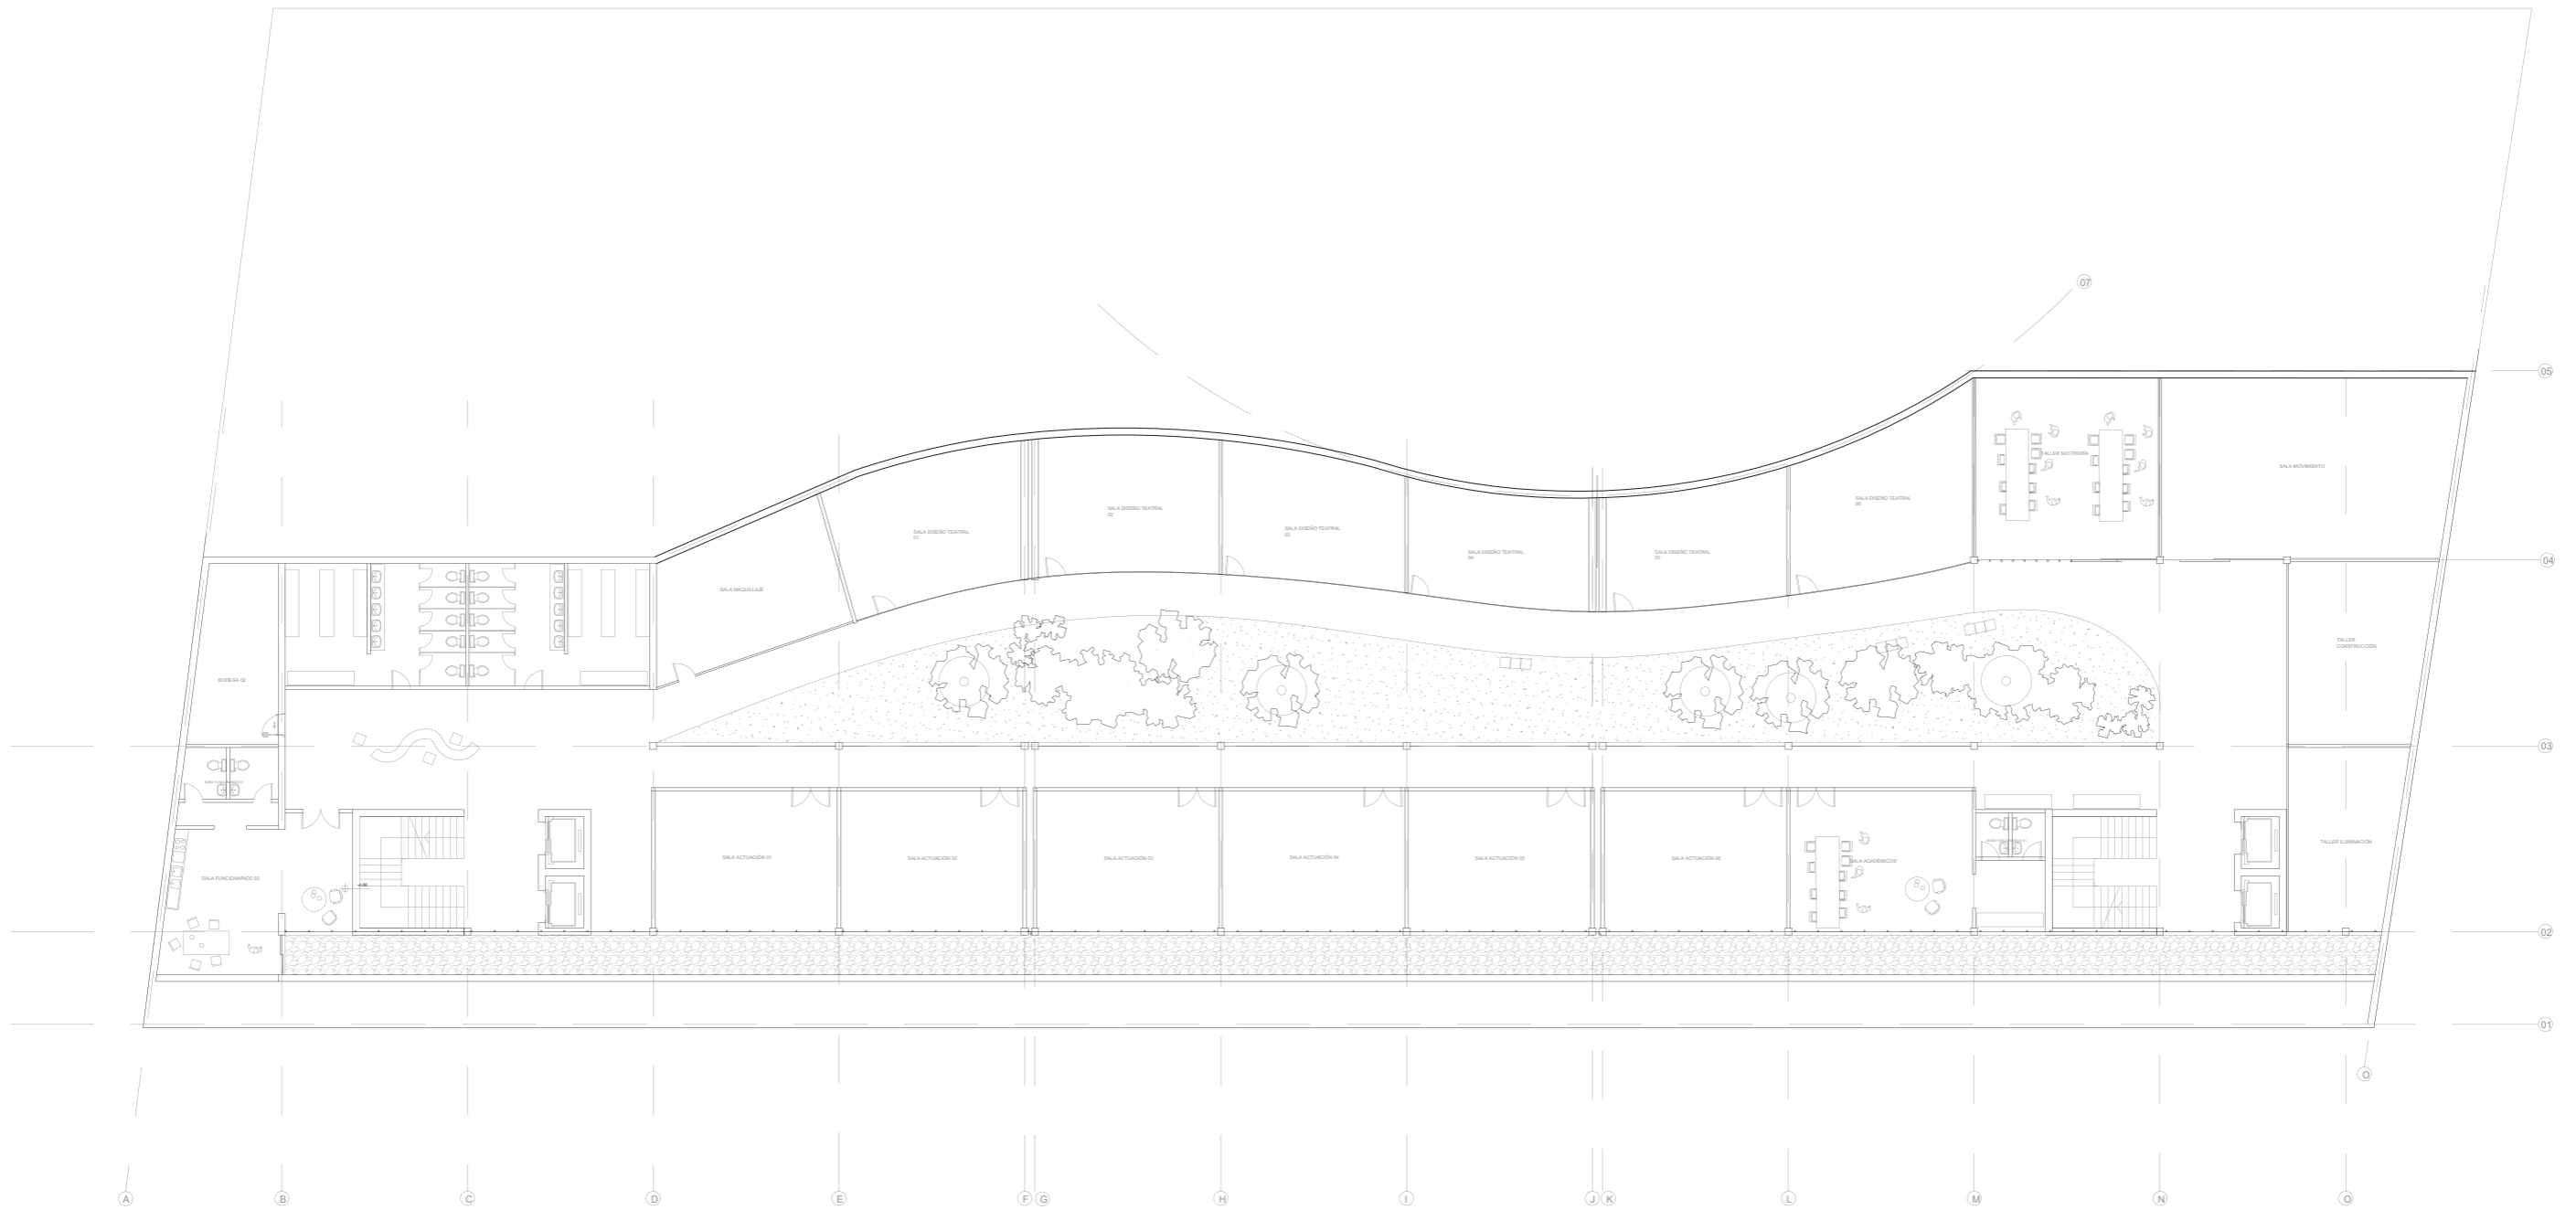 07
05
SALA DISEÑO TEATRAL
06
TALLER SASTRERÍA
SALA MOVIMIENTO
SALA DISEÑO TEATRAL
02
SALA DISEÑO TEATRAL
01
SALA DISEÑO TEATRAL
03
SALA DISEÑO TEATRAL
04
SALA DISEÑO TEATRAL
05
04
SALA MAQUILLAJE
TALLER
CONSTRUCCIÓN
BODEGA 02
03
SALA ACTUACIÓN 01
SALA ACTUACIÓN 02
SALA ACTUACIÓN 03
SALA ACTUACIÓN 04
SALA ACTUACIÓN 05
SALA ACTUACIÓN 06
SALA ACADÉMICOS
TALLER ILUMINACIÓN
SALA FUNCIONARIOS 02
-4.00
02
01
A
B
C
D
E
F
G
H
I
J
K
L
M
N
O